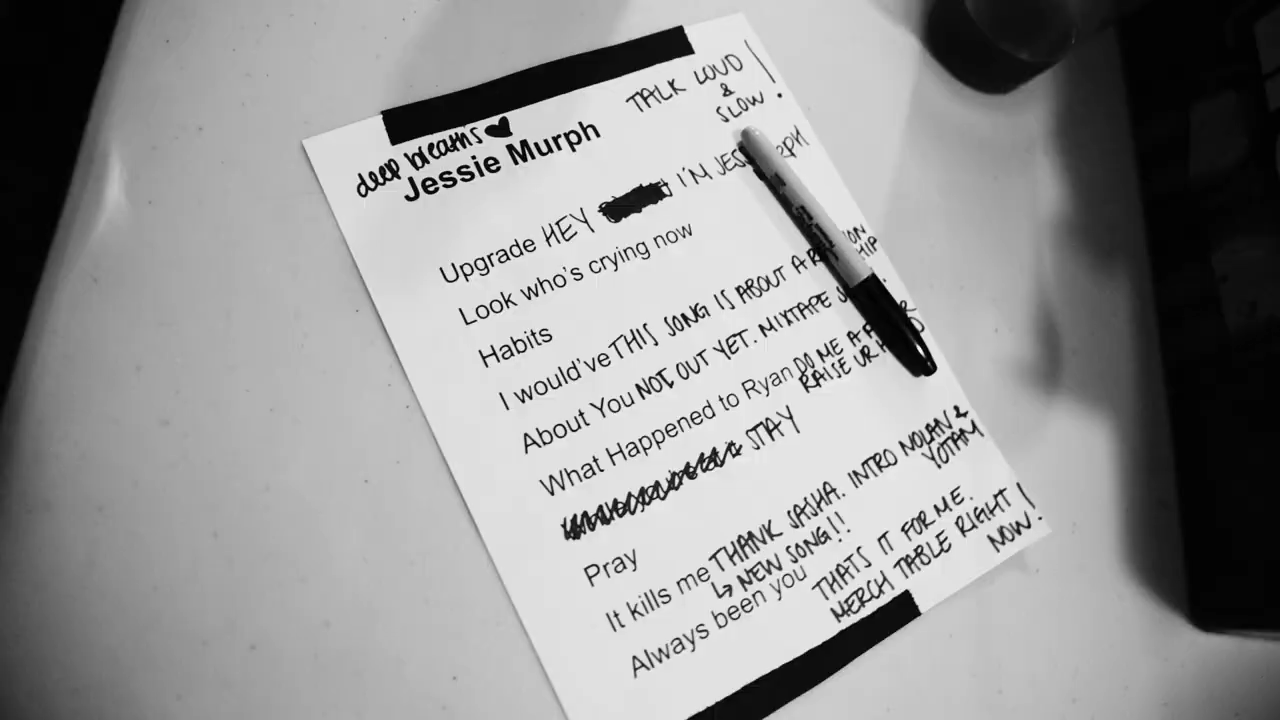 TALK LOUD
&
SLOW!
deep breaths
Jessie Murph
Upgrade HEY I'M
Look who's crying now
Habits
I would've THIS SONG IS ABOUT A
About You NOT OUT YET. MIXTAPE
What Happened to Ryan DO ME A
RAISE UR
STAY
Pray
It kills me THANK SASHA. INTRO NOLAN &
YOTAM
↳ NEW SONG!!
Always been you THATS IT FOR ME.
MERCH TABLE RIGHT
NOW!